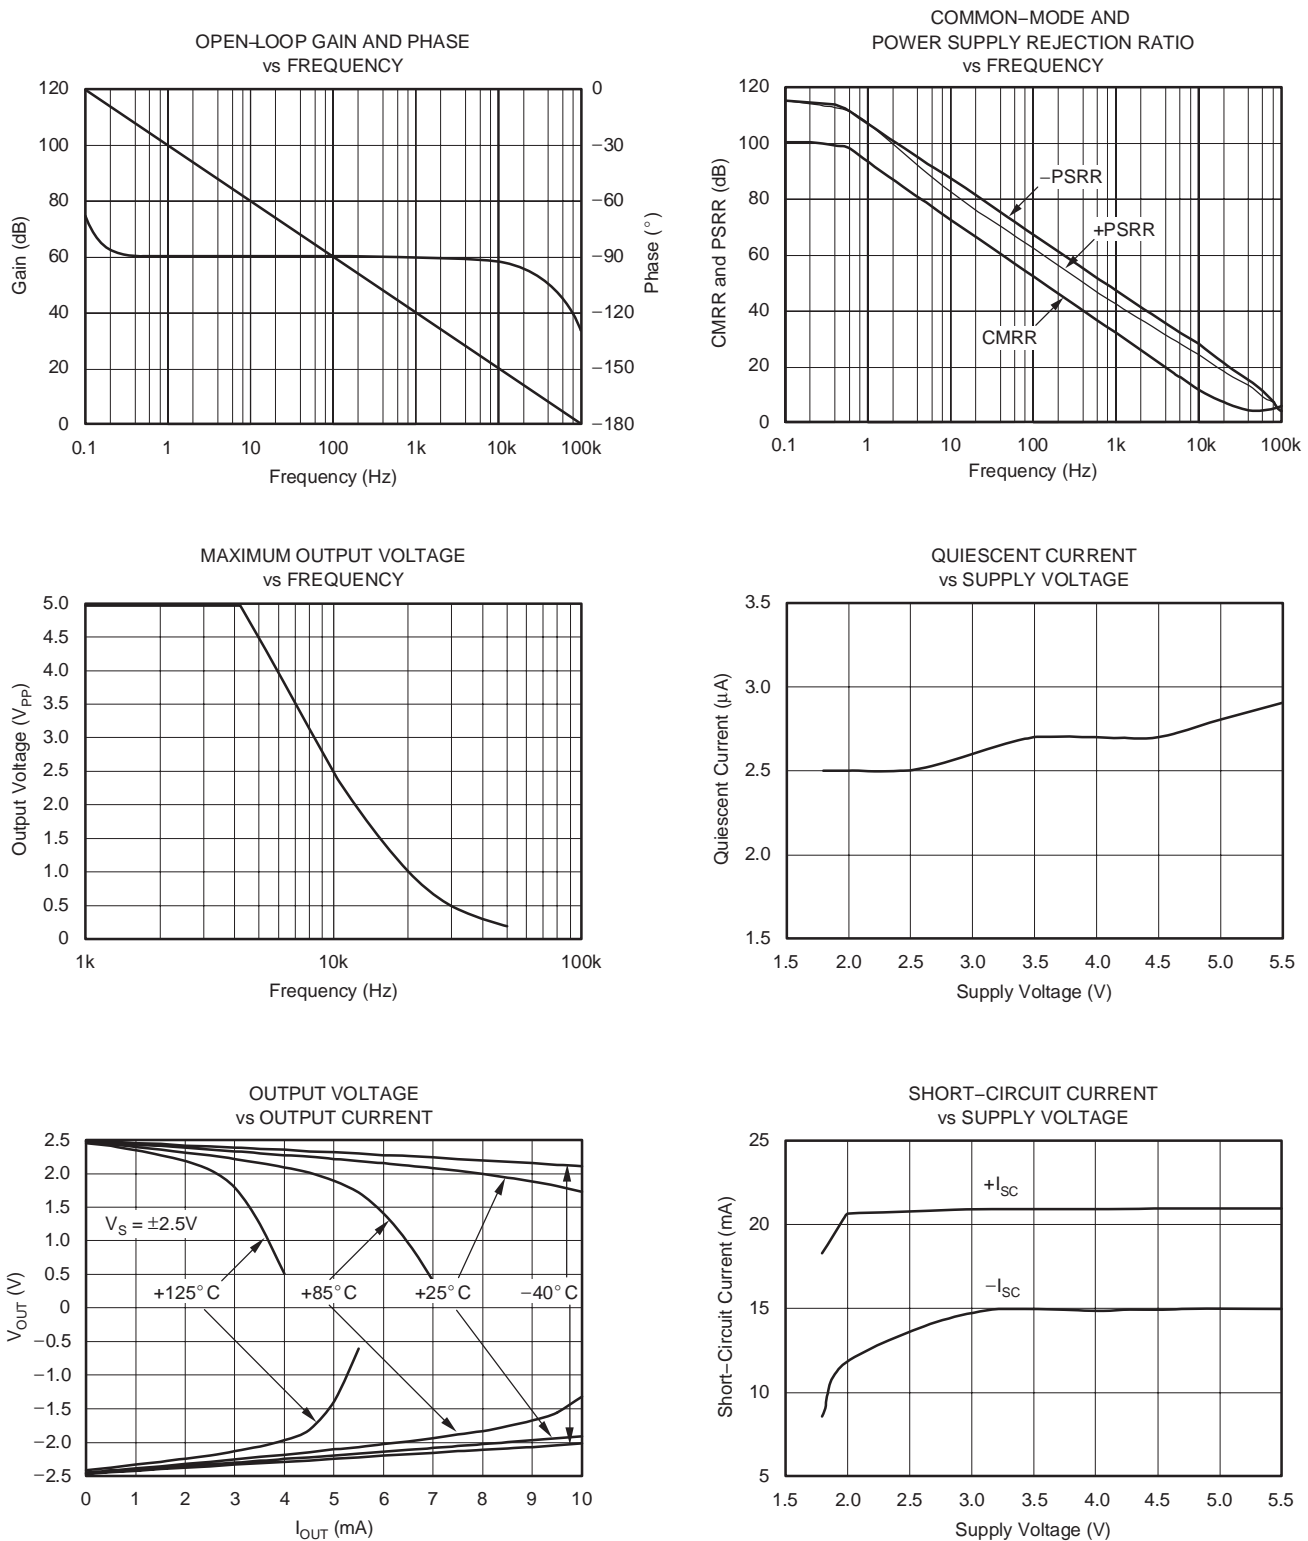 OPEN–LOOP GAIN AND PHASE
vs FREQUENCY
120
100
80
60
40
20
0
Gain (dB)
0
−30
−60
−90
−120
−150
−180
Phase (°)
0.1 1 10 100 1k 10k 100k
Frequency (Hz)
COMMON–MODE AND
POWER SUPPLY REJECTION RATIO
vs FREQUENCY
120
100
80
60
40
20
0
CMRR and PSRR (dB)
−PSRR
+PSRR
CMRR
0.1 1 10 100 1k 10k 100k
Frequency (Hz)
MAXIMUM OUTPUT VOLTAGE
vs FREQUENCY
5.0
4.5
4.0
3.5
3.0
2.5
2.0
1.5
1.0
0.5
0
Output Voltage (VPP)
1k 10k 100k
Frequency (Hz)
QUIESCENT CURRENT
vs SUPPLY VOLTAGE
3.5
3.0
2.5
2.0
1.5
Quiescent Current (μA)
1.5 2.0 2.5 3.0 3.5 4.0 4.5 5.0 5.5
Supply Voltage (V)
OUTPUT VOLTAGE
vs OUTPUT CURRENT
2.5
2.0
1.5
1.0
0.5
0
−0.5
−1.0
−1.5
−2.0
−2.5
VOUT (V)
VS = ±2.5V
+125°C +85°C +25°C −40°C
0 1 2 3 4 5 6 7 8 9 10
IOUT (mA)
SHORT–CIRCUIT CURRENT
vs SUPPLY VOLTAGE
25
20
15
10
5
Short–Circuit Current (mA)
+ISC
−ISC
1.5 2.0 2.5 3.0 3.5 4.0 4.5 5.0 5.5
Supply Voltage (V)